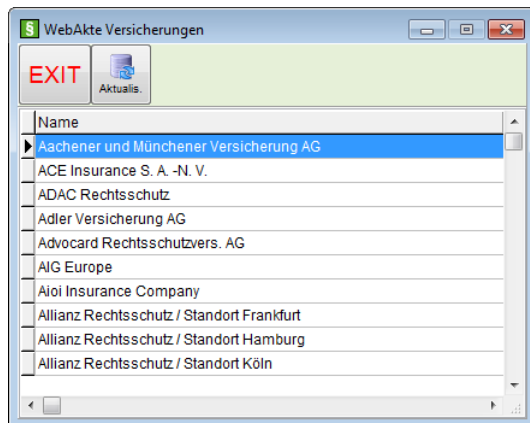 § WebAkte Versicherungen
EXIT
Aktualis.
Name
Aachener und Münchener Versicherung AG
ACE Insurance S. A. -N. V.
ADAC Rechtsschutz
Adler Versicherung AG
Advocard Rechtsschutzvers. AG
AIG Europe
Aioi Insurance Company
Allianz Rechtsschutz / Standort Frankfurt
Allianz Rechtsschutz / Standort Hamburg
Allianz Rechtsschutz / Standort Köln